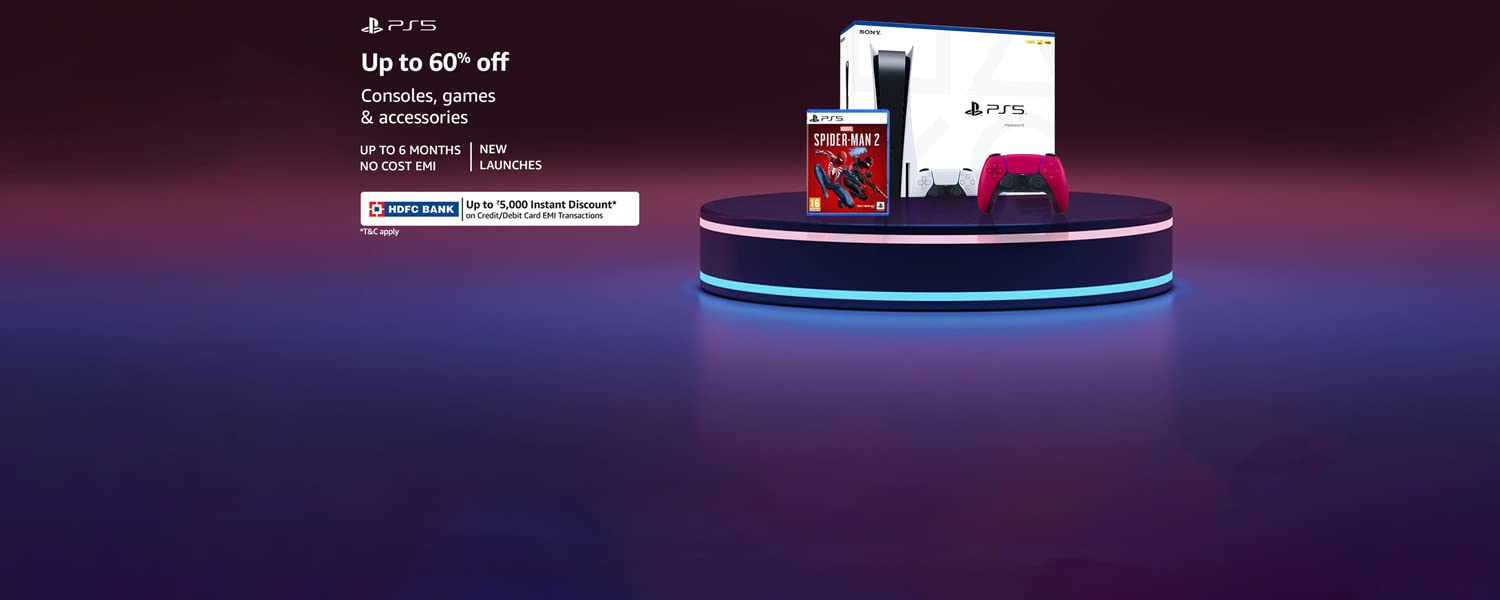 PS5
Up to 60% off
Consoles, games
& accessories
UP TO 6 MONTHS
NO COST EMI
NEW
LAUNCHES
HDFC BANK
Up to ₹5,000 Instant Discount*
on Credit/Debit Card EMI Transactions
*T&C apply
SONY
PS5
PS5
MARVEL
SPIDER-MAN 2
16